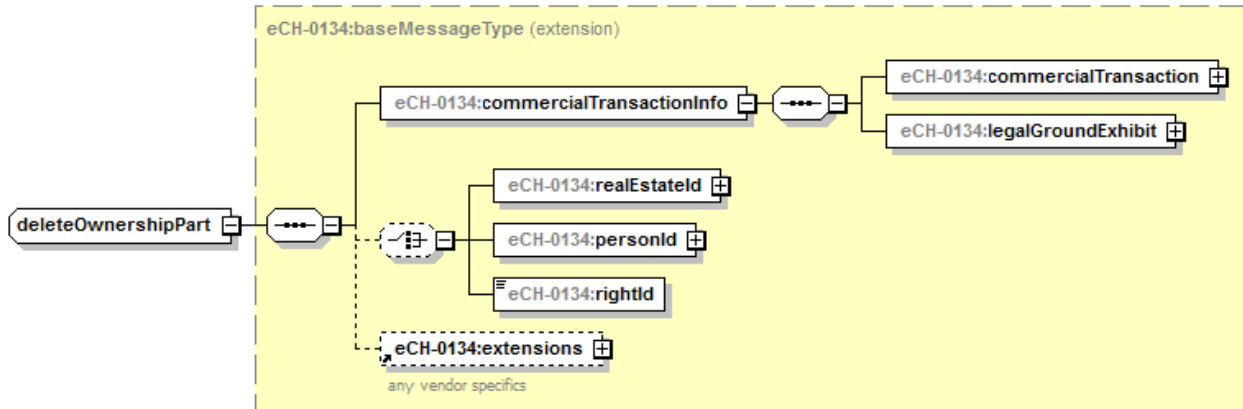 eCH-0134:baseMessageType (extension)
eCH-0134:commercialTransaction
eCH-0134:commercialTransactionInfo
eCH-0134:legalGroundExhibit
eCH-0134:realEstateId
deleteOwnershipPart
eCH-0134:personId
eCH-0134:rightId
eCH-0134:extensions
any vendor specifics